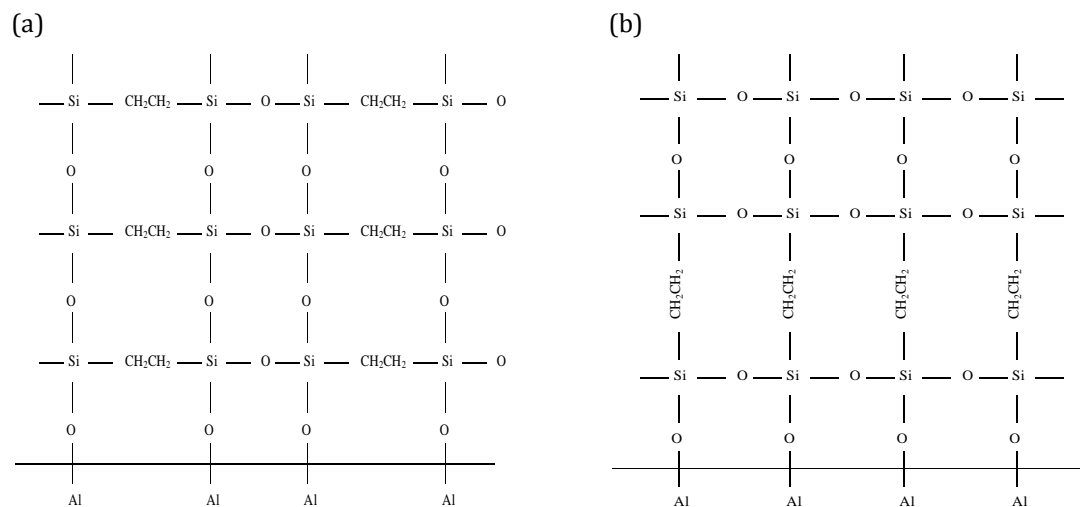 (a)
Si CH₂CH₂ Si O Si CH₂CH₂ Si O
O O O O
Si CH₂CH₂ Si O Si CH₂CH₂ Si O
O O O O
Si CH₂CH₂ Si O Si CH₂CH₂ Si O
O O O O
Al Al Al Al
(b)
Si O Si O Si O Si
O O O O
Si O Si O Si O Si
CH₂CH₂ CH₂CH₂ CH₂CH₂ CH₂CH₂
Si O Si O Si O Si
O O O O
Al Al Al Al